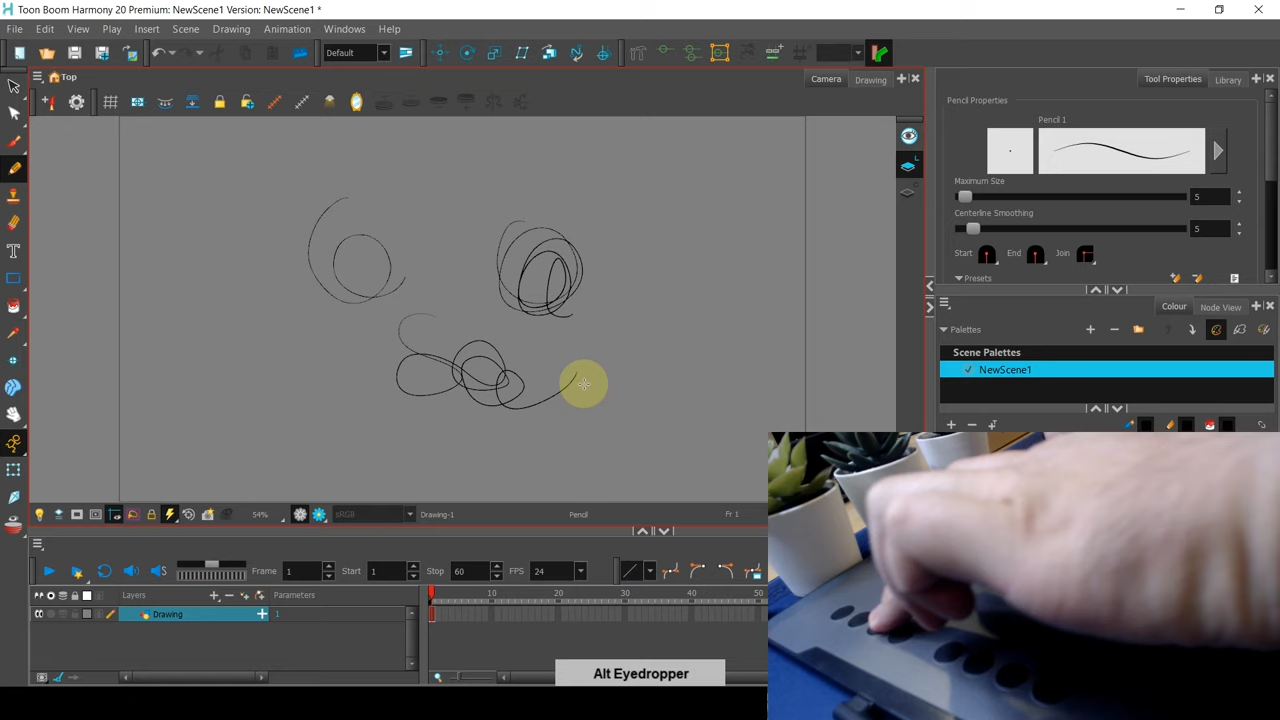 Toon Boom Harmony 20 Premium: NewScene1 Version: NewScene1 *
File Edit View Play Insert Scene Drawing Animation Windows Help
Default
Top
Camera Drawing
Tool Properties Library
Pencil Properties
Pencil 1
Maximum Size
5
Centerline Smoothing
5
Start End Join
Presets
Colour Node View
Palettes
Scene Palettes
NewScene1
54% sRGB Drawing-1 Pencil Fr 1
Frame 1 Start 1 Stop 60 FPS 24
Layers Parameters 10 20 30 40 50
Drawing 1
Alt Eyedropper